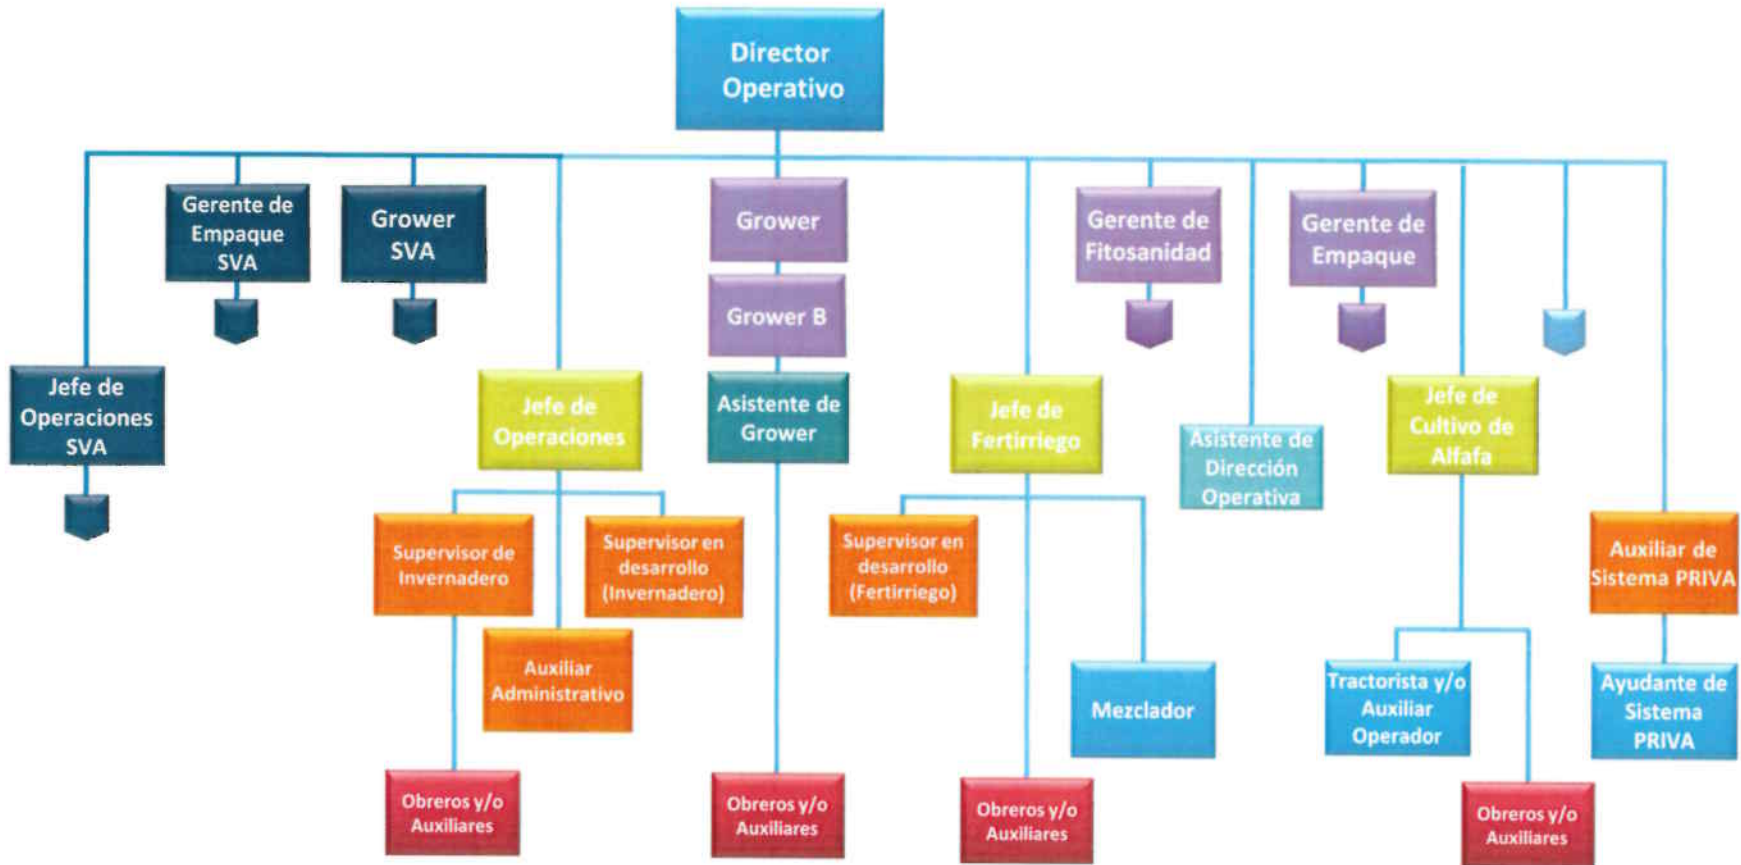 Director
Operativo
Gerente de
Empaque
SVA
Grower
SVA
Grower
Gerente de
Fitosanidad
Gerente de
Empaque
Grower B
Jefe de
Operaciones
SVA
Jefe de
Operaciones
Asistente de
Grower
Jefe de
Fertirriego
Asistente de
Dirección
Operativa
Jefe de
Cultivo de
Alfafa
Supervisor de
Invernadero
Supervisor en
desarrollo
(Invernadero)
Supervisor en
desarrollo
(Fertirriego)
Auxiliar de
Sistema PRIVA
Auxiliar
Administrativo
Mezclador
Tractorista y/o
Auxiliar
Operador
Ayudante de
Sistema
PRIVA
Obreros y/o
Auxiliares
Obreros y/o
Auxiliares
Obreros y/o
Auxiliares
Obreros y/o
Auxiliares